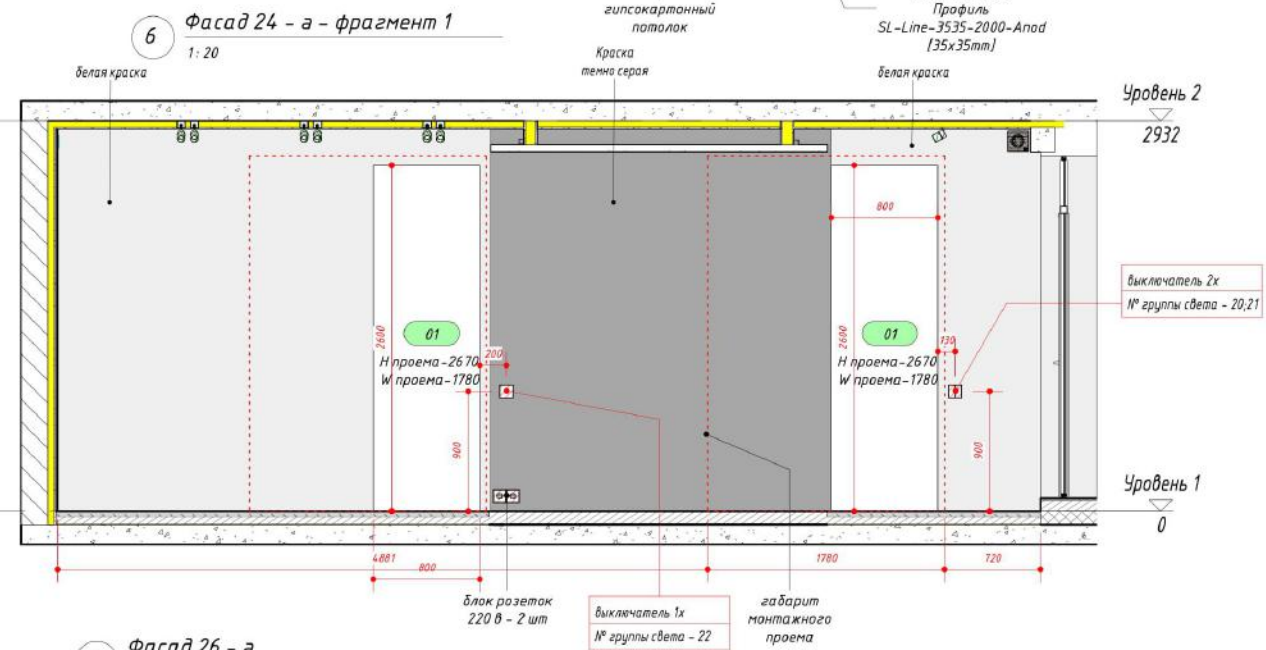 6
Фасад 24 - а - фрагмент 1
1: 20
гипсокартонный
потолок
Профиль
SL-Line-3535-2000-Anod
[35х35mm]
белая краска
Краска
темно серая
белая краска
Уровень 2
2932
800
выключатель 2х
№ группы света - 20;21
2600
01
Н проема-2670
W проема-1780
200
900
2600
01
Н проема-2670
W проема-1780
130
900
Уровень 1
0
4881
800
1780
720
блок розеток
220 в - 2 шт
выключатель 1х
№ группы света - 22
габарит
монтажного
проема
Фасад 26 - а